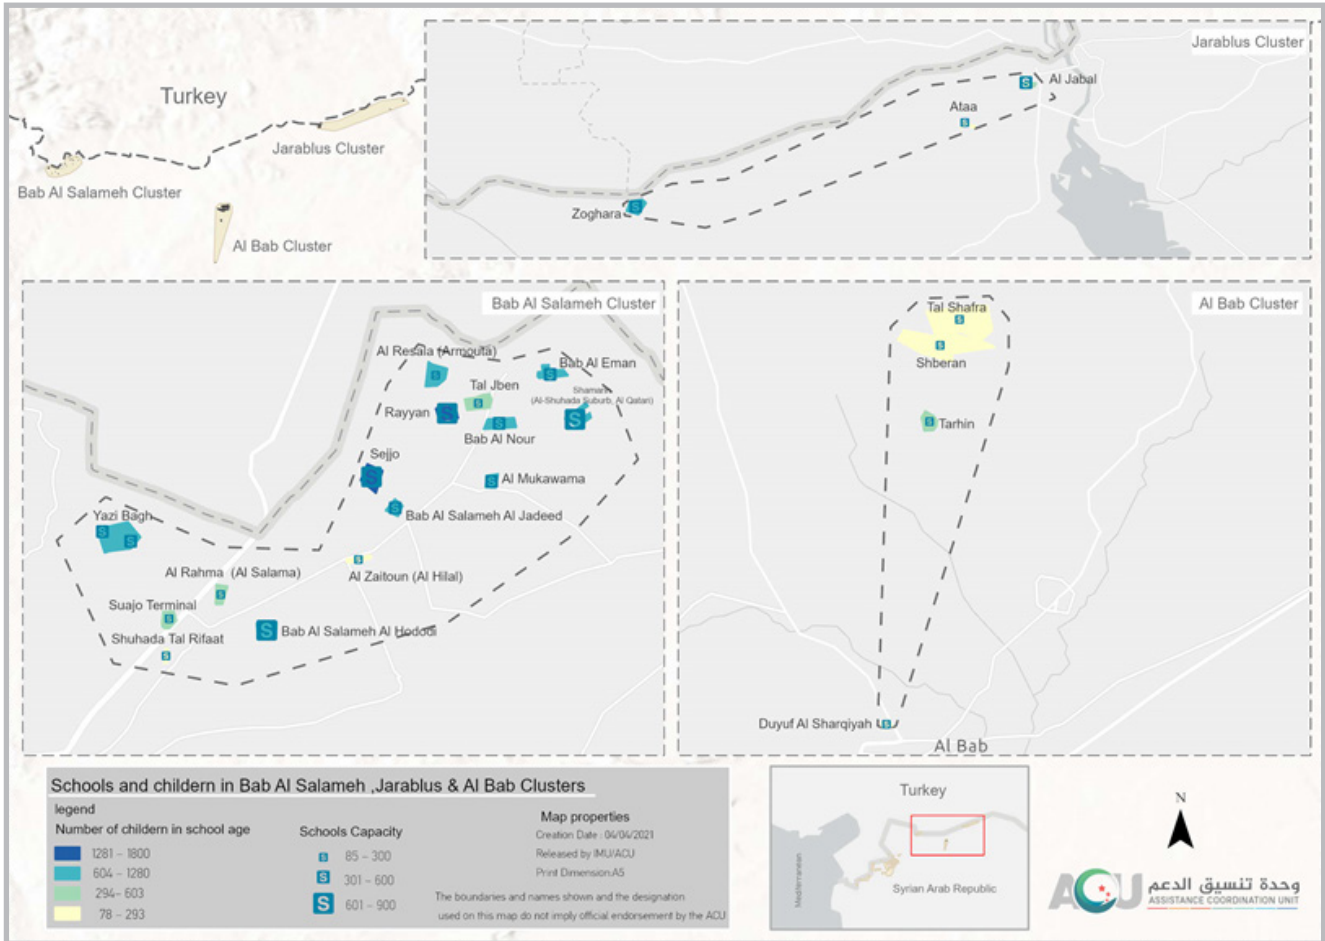 Turkey
Jarablus Cluster
Bab Al Salameh Cluster
Al Bab Cluster
Jarablus Cluster
Al Jabal
S
Ataa
S
Zoghara
S
Bab Al Salameh Cluster
Al Resala (Armouta)
S
Bab Al Eman
S
Tal Jben
S
Shamarin
(Al-Shuhada Suburb, Al Qatari)
S
Rayyan
S
Bab Al Nour
S
Sejjo
S
Al Mukawama
S
Bab Al Salameh Al Jadeed
S
Yazi Bagh
S
S
Al Zaitoun (Al Hilal)
S
Al Rahma (Al Salama)
S
Suajo Terminal
S
Shuhada Tal Rifaat
S
Bab Al Salameh Al Hododi
S
Al Bab Cluster
Tal Shafra
S
S
Shberan
S
Tarhin
Duyuf Al Sharqiyah
S
Al Bab
Schools and childern in Bab Al Salameh ,Jarablus & Al Bab Clusters
legend
Number of childern in school age
1281 – 1800
604 – 1280
294– 603
78 – 293
Schools Capacity
S 85 – 300
S 301 – 600
S 601 – 900
Map properties
Creation Date : 04/04/2021
Released by IMU/ACU
Print Dimension:A5
The boundaries and names shown and the designation
used on this map do not imply official endorsement by the ACU
Turkey
Mediterranean
Syrian Arab Republic
N
ACU
وحدة تنسيق الدعم
ASSISTANCE COORDINATION UNIT